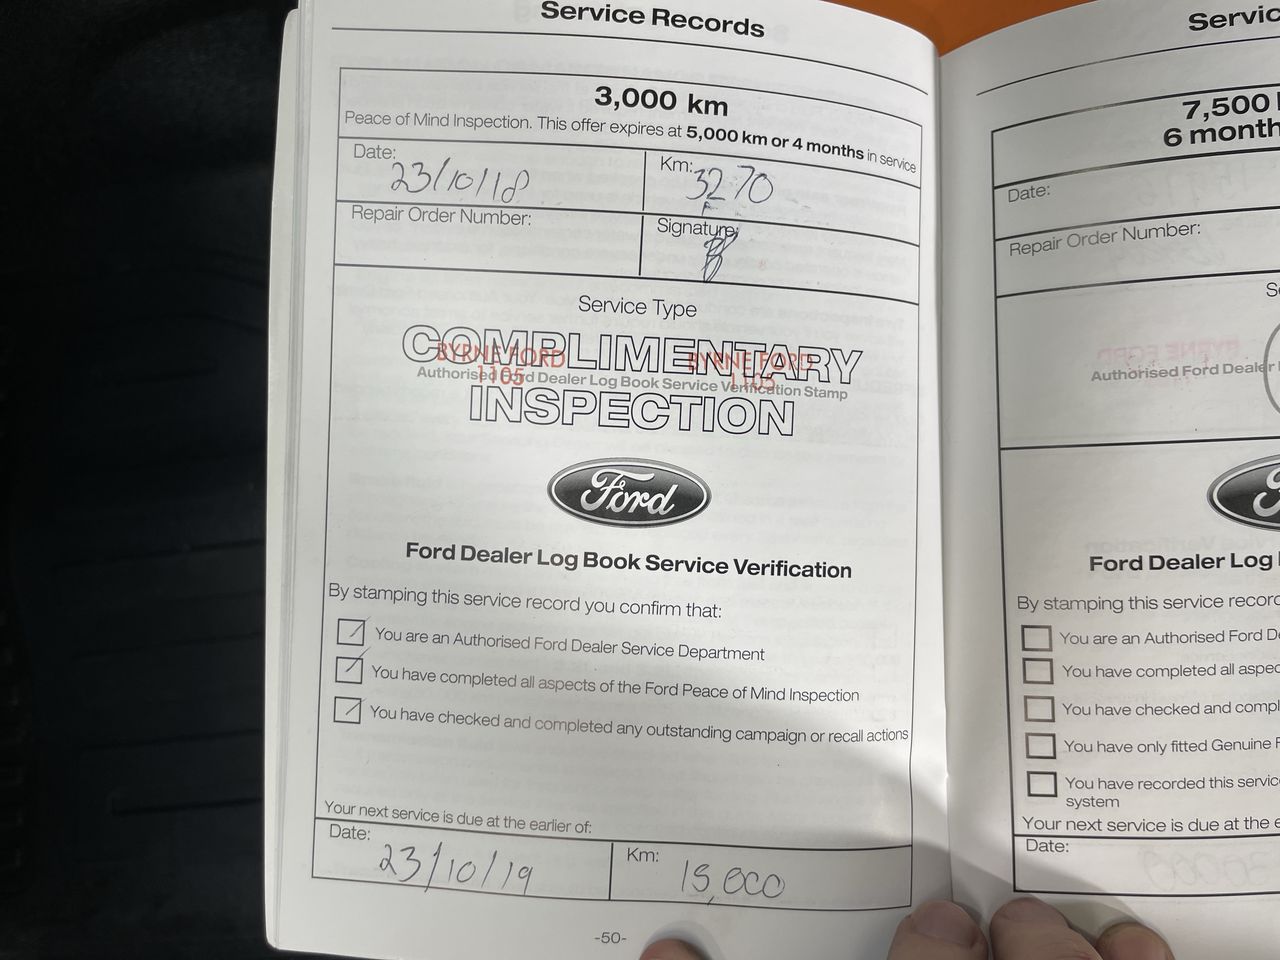 Service Records
3,000 km
Peace of Mind Inspection. This offer expires at 5,000 km or 4 months in service
Date:
23/10/18
Km:
3270
Repair Order Number:
Signature:
Service Type
COMPLIMENTARY
BYRNE FORD
1105
BYRNE FORD
1105
Authorised Ford Dealer Log Book Service Verification Stamp
INSPECTION
Ford
Ford Dealer Log Book Service Verification
By stamping this service record you confirm that:
You are an Authorised Ford Dealer Service Department
You have completed all aspects of the Ford Peace of Mind Inspection
You have checked and completed any outstanding campaign or recall actions
Your next service is due at the earlier of:
Date:
23/10/19
Km:
15,000
-50-
Servic
7,500
6 month
Date:
Repair Order Number:
S
Authorised Ford Dealer
Ford Dealer Log
By stamping this service recor
You are an Authorised Ford D
You have completed all aspec
You have checked and compl
You have only fitted Genuine
You have recorded this servic
system
Your next service is due at the e
Date: